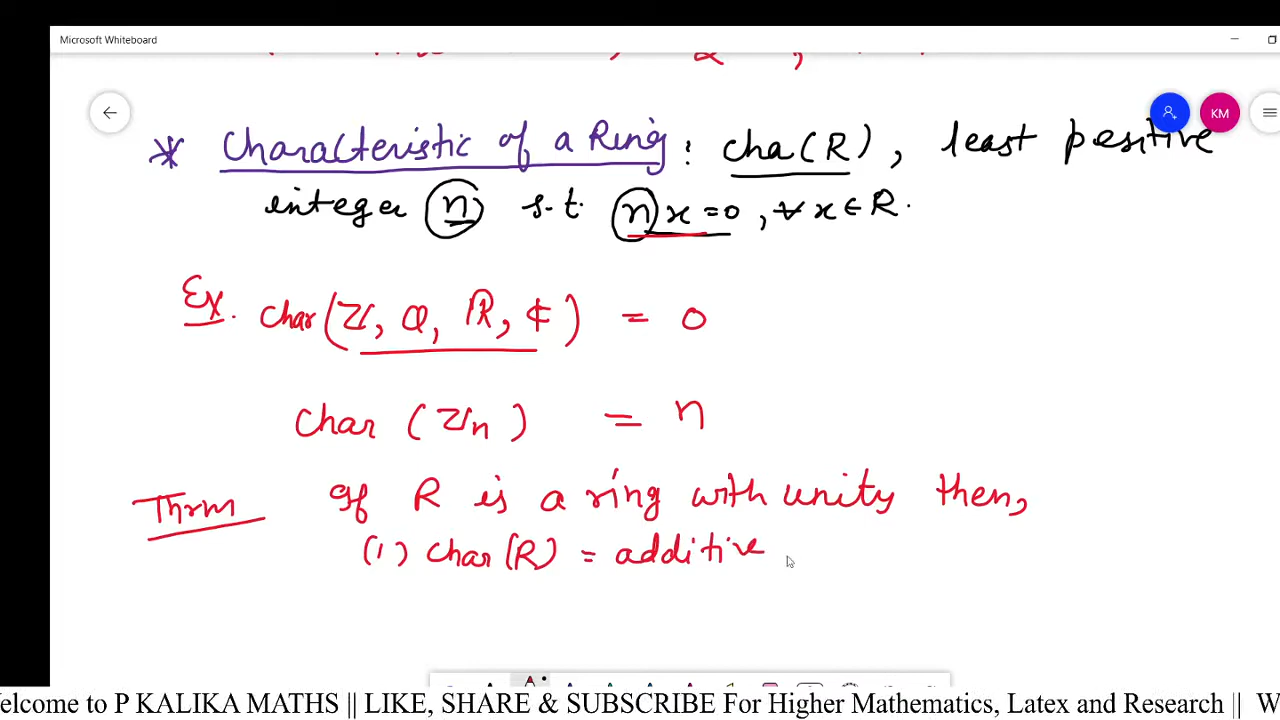 Microsoft Whiteboard
KM
* Characteristic of a Ring : cha(R), least positive
integer n s.t. nx=0, ∀ x ∈ R.
Ex. char(ℤ, ℚ, ℝ, ℂ) = 0
Char (ℤn) = n
Thrm If R is a ring with unity then,
(1) Char(R) = additive
elcome to P KALIKA MATHS || LIKE, SHARE & SUBSCRIBE For Higher Mathematics, Latex and Research || W